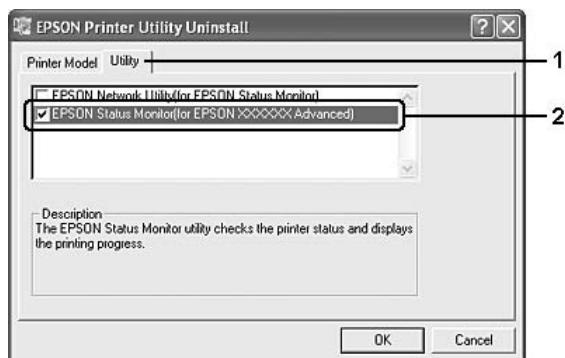 EPSON Printer Utility Uninstall
Printer Model Utility 1
EPSON Network Utility(for EPSON Status Monitor)
EPSON Status Monitor(for EPSON XXXXXX Advanced) 2
Description
The EPSON Status Monitor utility checks the printer status and displays
the printing progress.
OK Cancel